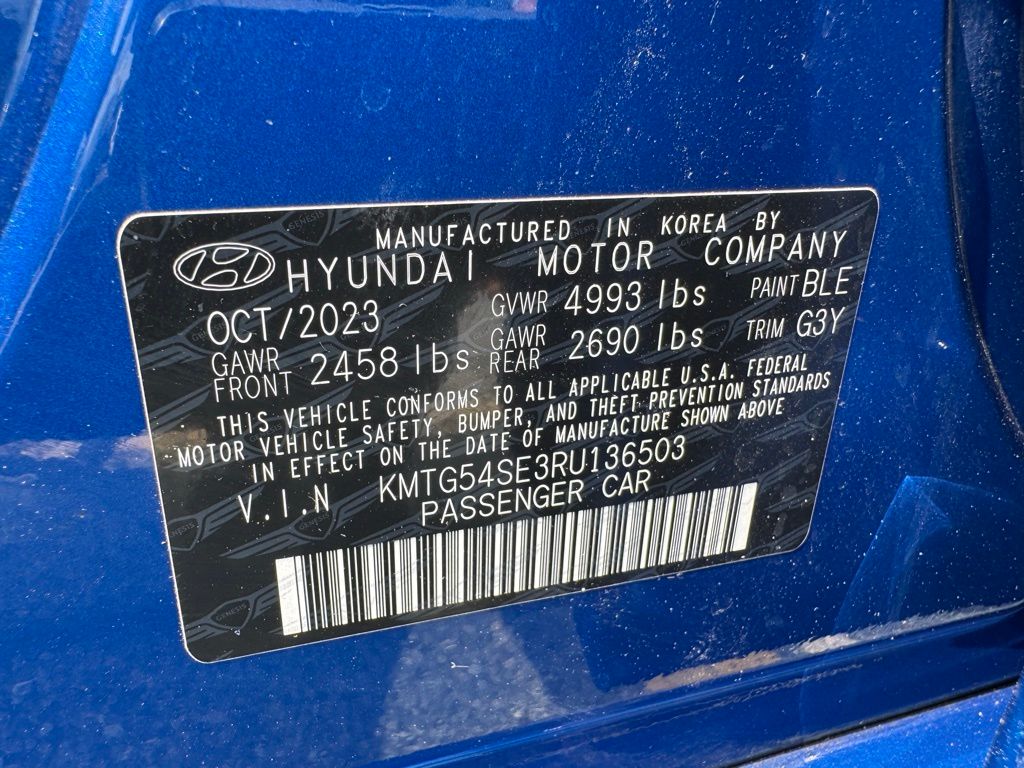 MANUFACTURED IN KOREA BY
HYUNDAI MOTOR COMPANY
OCT/2023 GVWR 4993 lbs PAINT BLE
GAWR FRONT 2458 lbs GAWR REAR 2690 lbs TRIM G3Y
THIS VEHICLE CONFORMS TO ALL APPLICABLE U.S.A. FEDERAL
MOTOR VEHICLE SAFETY, BUMPER, AND THEFT PREVENTION STANDARDS
IN EFFECT ON THE DATE OF MANUFACTURE SHOWN ABOVE
V.I.N KMTG54SE3RU136503
PASSENGER CAR
GENESIS